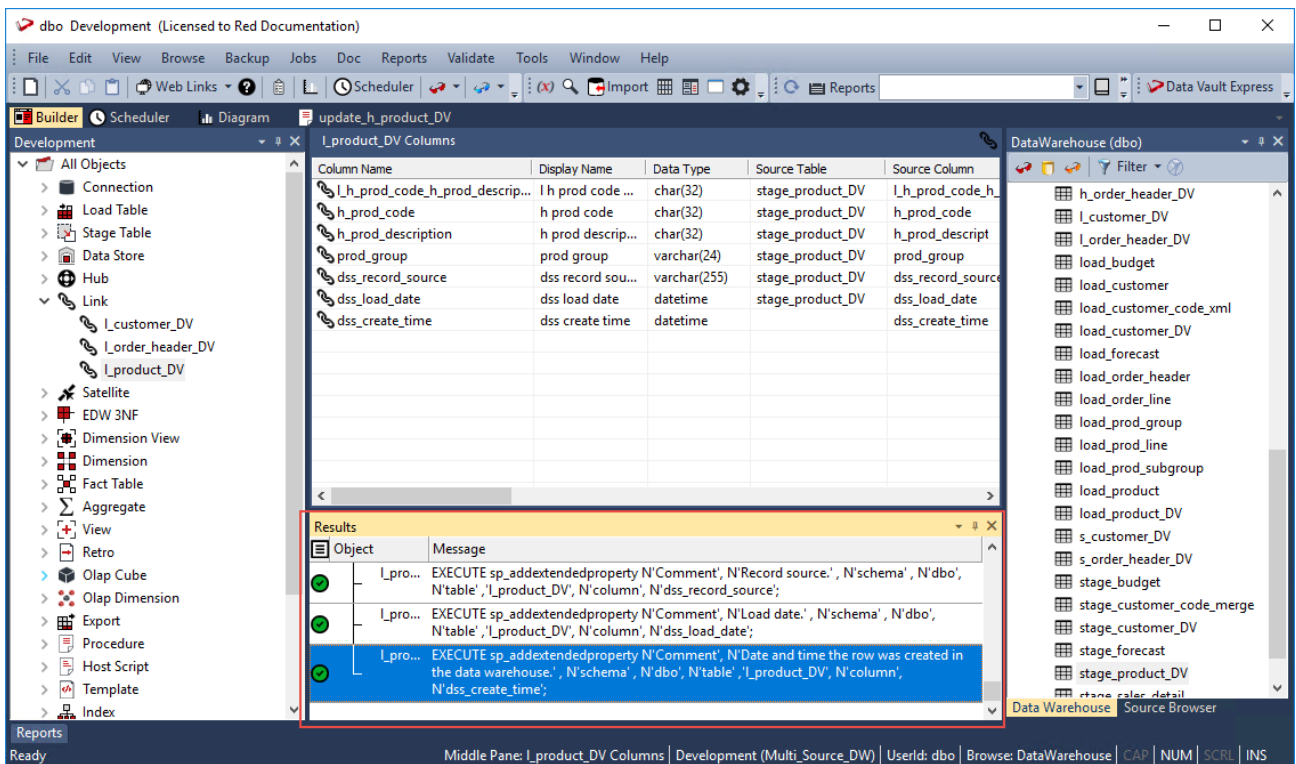 dbo Development (Licensed to Red Documentation)
File Edit View Browse Backup Jobs Doc Reports Validate Tools Window Help
Web Links Scheduler (x) Import Reports Data Vault Express
Builder Scheduler Diagram update_h_product_DV
Development
All Objects
Connection
Load Table
Stage Table
Data Store
Hub
Link
l_customer_DV
l_order_header_DV
l_product_DV
Satellite
EDW 3NF
Dimension View
Dimension
Fact Table
Aggregate
View
Retro
Olap Cube
Olap Dimension
Export
Procedure
Host Script
Template
Index
l_product_DV Columns
Column Name Display Name Data Type Source Table Source Column
l_h_prod_code_h_prod_descrip... l h prod code ... char(32) stage_product_DV l_h_prod_code_h_
h_prod_code h prod code char(32) stage_product_DV h_prod_code
h_prod_description h prod descrip... char(32) stage_product_DV h_prod_descript
prod_group prod group varchar(24) stage_product_DV prod_group
dss_record_source dss record sou... varchar(255) stage_product_DV dss_record_source
dss_load_date dss load date datetime stage_product_DV dss_load_date
dss_create_time dss create time datetime dss_create_time
Results
Object Message
l_pro... EXECUTE sp_addextendedproperty N'Comment', N'Record source.' , N'schema' , N'dbo',
N'table' ,'l_product_DV', N'column', N'dss_record_source';
l_pro... EXECUTE sp_addextendedproperty N'Comment', N'Load date.' , N'schema' , N'dbo',
N'table' ,'l_product_DV', N'column', N'dss_load_date';
l_pro... EXECUTE sp_addextendedproperty N'Comment', N'Date and time the row was created in
the data warehouse.' , N'schema' , N'dbo', N'table' ,'l_product_DV', N'column',
N'dss_create_time';
DataWarehouse (dbo)
Filter
h_order_header_DV
l_customer_DV
l_order_header_DV
load_budget
load_customer
load_customer_code_xml
load_customer_DV
load_forecast
load_order_header
load_order_line
load_prod_group
load_prod_line
load_prod_subgroup
load_product
load_product_DV
s_customer_DV
s_order_header_DV
stage_budget
stage_customer_code_merge
stage_customer_DV
stage_forecast
stage_product_DV
stage_sales_detail
Data Warehouse Source Browser
Reports
Ready Middle Pane: l_product_DV Columns Development (Multi_Source_DW) UserId: dbo Browse: DataWarehouse CAP NUM SCRL INS